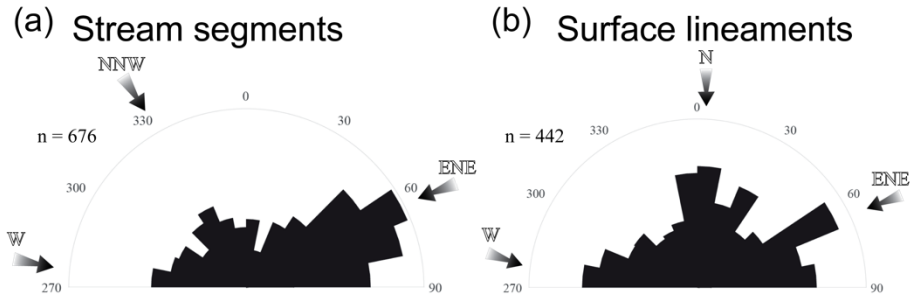 (a) Stream segments
NNW
0
330
30
n = 676
300
60
ENE
W
270
90
(b) Surface lineaments
N
0
330
30
n = 442
300
60
ENE
W
270
90